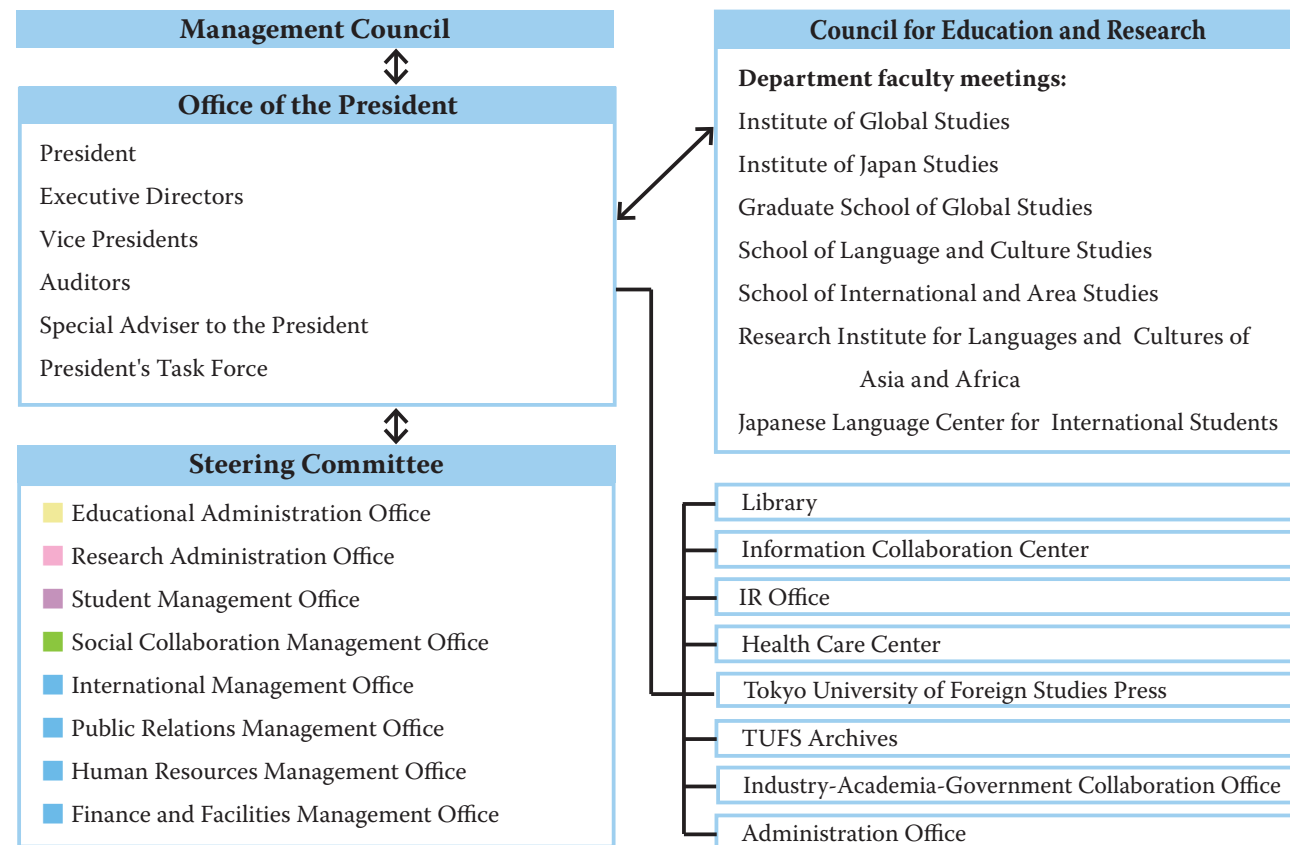 Management Council
Office of the President
President
Executive Directors
Vice Presidents
Auditors
Special Adviser to the President
President's Task Force
Steering Committee
Educational Administration Office
Research Administration Office
Student Management Office
Social Collaboration Management Office
International Management Office
Public Relations Management Office
Human Resources Management Office
Finance and Facilities Management Office
Council for Education and Research
Department faculty meetings:
Institute of Global Studies
Institute of Japan Studies
Graduate School of Global Studies
School of Language and Culture Studies
School of International and Area Studies
Research Institute for Languages and Cultures of
Asia and Africa
Japanese Language Center for International Students
Library
Information Collaboration Center
IR Office
Health Care Center
Tokyo University of Foreign Studies Press
TUFS Archives
Industry-Academia-Government Collaboration Office
Administration Office